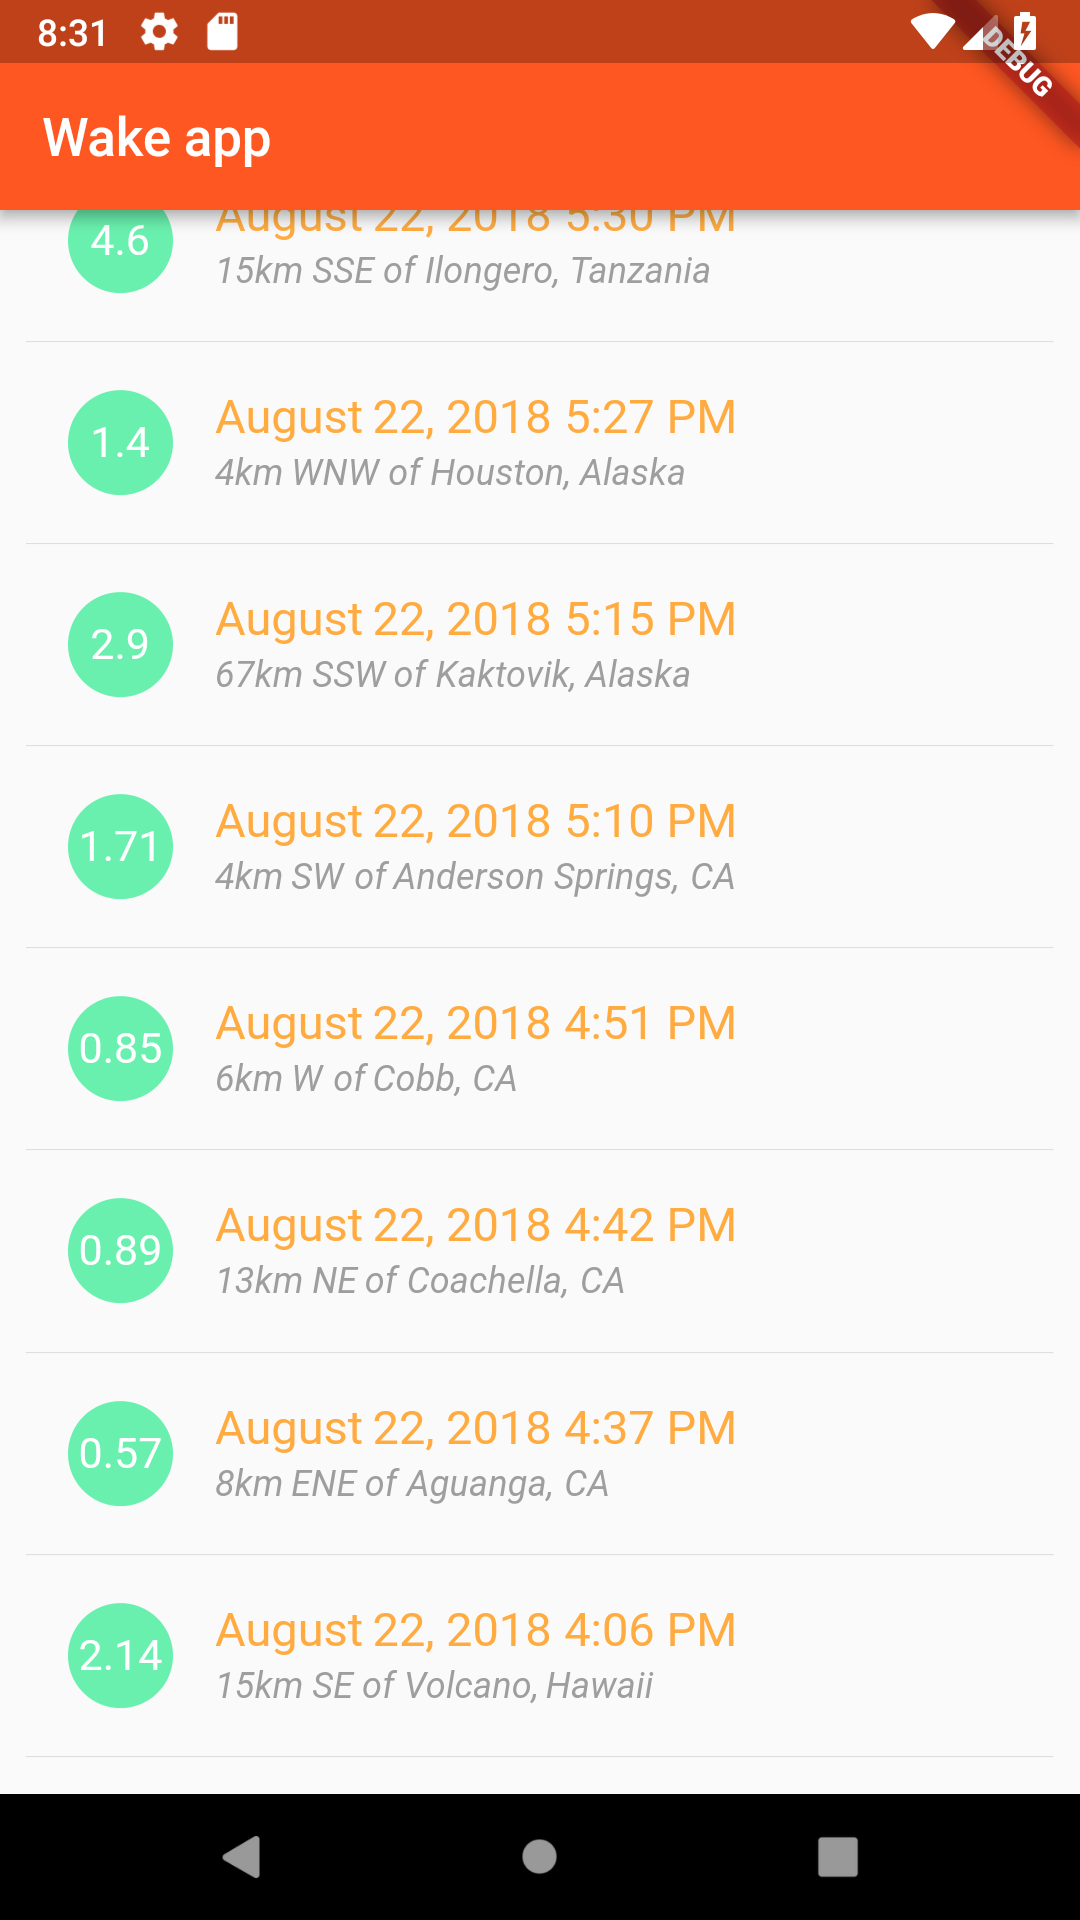 8:31
DEBUG
Wake app
4.6
August 22, 2018 5:30 PM
15km SSE of Ilongero, Tanzania
1.4
August 22, 2018 5:27 PM
4km WNW of Houston, Alaska
2.9
August 22, 2018 5:15 PM
67km SSW of Kaktovik, Alaska
1.71
August 22, 2018 5:10 PM
4km SW of Anderson Springs, CA
0.85
August 22, 2018 4:51 PM
6km W of Cobb, CA
0.89
August 22, 2018 4:42 PM
13km NE of Coachella, CA
0.57
August 22, 2018 4:37 PM
8km ENE of Aguanga, CA
2.14
August 22, 2018 4:06 PM
15km SE of Volcano, Hawaii